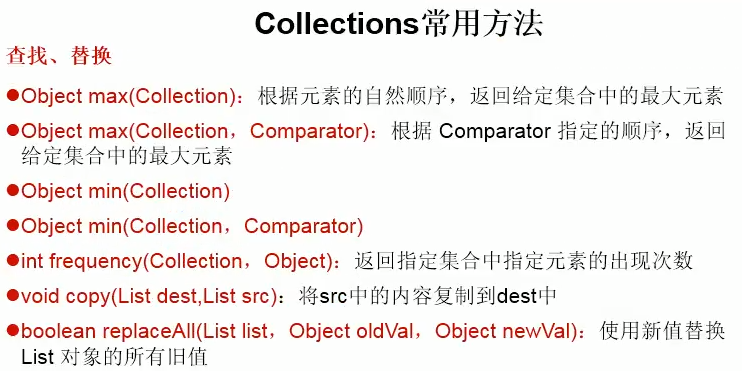 Collections常用方法
查找、替换
●Object max(Collection)：根据元素的自然顺序，返回给定集合中的最大元素
●Object max(Collection，Comparator)：根据 Comparator 指定的顺序，返回
给定集合中的最大元素
●Object min(Collection)
●Object min(Collection，Comparator)
●int frequency(Collection，Object)：返回指定集合中指定元素的出现次数
●void copy(List dest,List src)：将src中的内容复制到dest中
●boolean replaceAll(List list，Object oldVal，Object newVal)：使用新值替换
List 对象的所有旧值